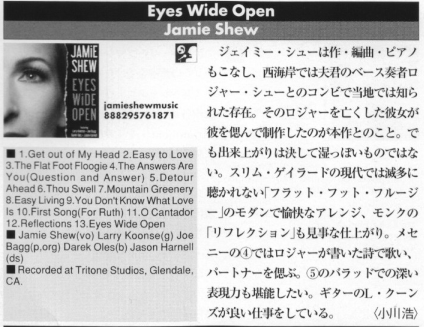 Eyes Wide Open
Jamie Shew
JAMiE
SHEW
EYES
WiDE
OPEN
jamieshewmusic
888295761871
■ 1.Get out of My Head 2.Easy to Love
3.The Flat Foot Floogie 4.The Answers Are
You(Question and Answer) 5.Detour
Ahead 6.Thou Swell 7.Mountain Greenery
8.Easy Living 9.You Don't Know What Love
Is 10.First Song(For Ruth) 11.O Cantador
12.Reflections 13.Eyes Wide Open
■ Jamie Shew(vo) Larry Koonse(g) Joe
Bagg(p,org) Darek Oles(b) Jason Harnell
(ds)
■ Recorded at Tritone Studios, Glendale,
CA.
ジェイミー・シューは作・編曲・ピアノ
もこなし、西海岸では夫君のベース奏者ロ
ジャー・シューとのコンビで当地では知ら
れた存在。そのロジャーを亡くした彼女が
彼を偲んで制作したのが本作とのこと。で
も出来上がりは決して湿っぽいものではな
い。スリム・ゲイラードの現代では滅多に
聴かれない「フラット・フット・フルージ
ー」のモダンで愉快なアレンジ、モンクの
「リフレクション」も見事な仕上がり。メセ
ニーの④ではロジャーが書いた詩で歌い、
パートナーを偲ぶ。⑤のバラッドでの深い
表現力も堪能したい。ギターのL・クーン
ズが良い仕事をしている。　〈小川浩〉